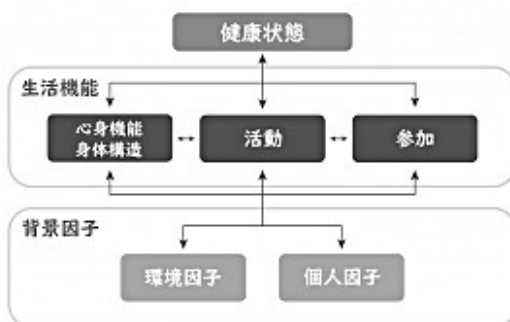 健康状態
生活機能
心身機能
身体構造
活動
参加
背景因子
環境因子
個人因子